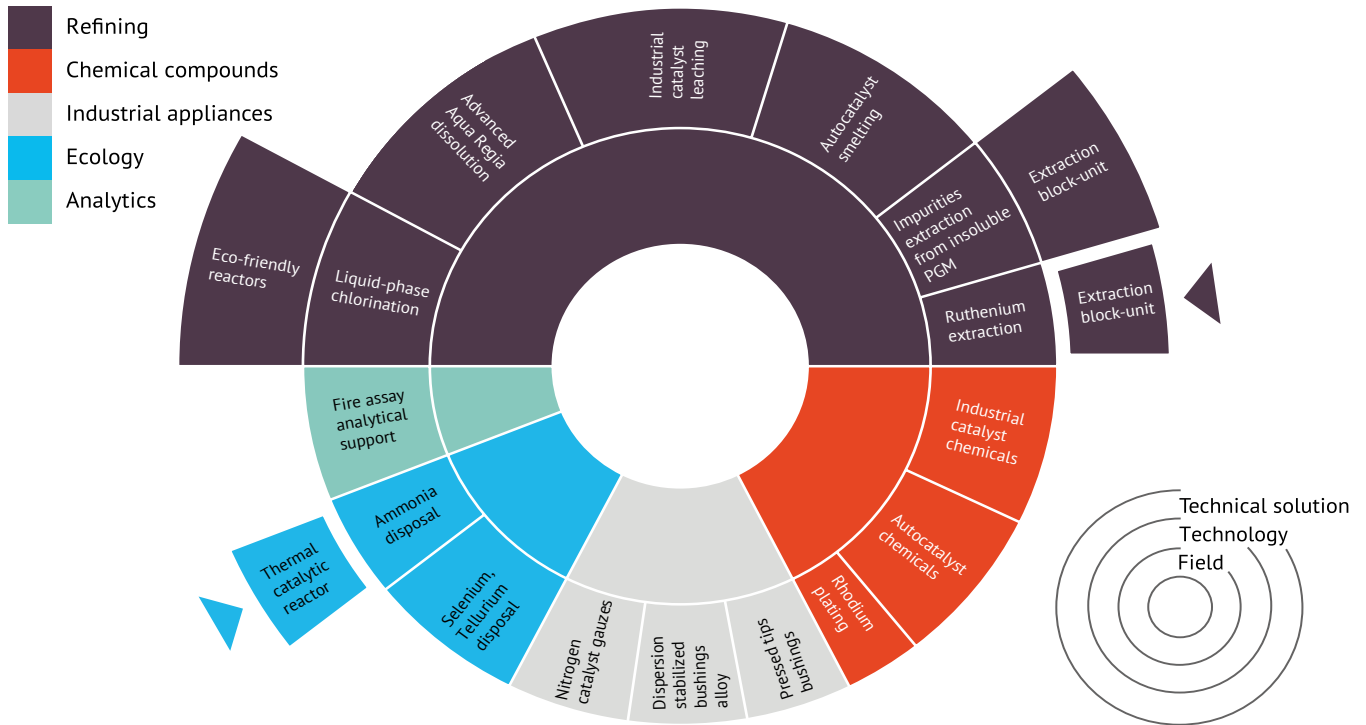 Refining
Chemical compounds
Industrial appliances
Ecology
Analytics
Eco-friendly
reactors
Liquid-phase
chlorination
Advanced
Aqua Regia
dissolution
Industrial
catalyst
leaching
Autocatalyst
smelting
Impurities
extraction
from insoluble
PGM
Extraction
block-unit
Ruthenium
extraction
Extraction
block-unit
Industrial
catalyst
chemicals
Autocatalyst
chemicals
Rhodium
plating
Pressed tips
bushings
Dispersion
stabilized
bushings
alloy
Nitrogen
catalyst gauzes
Selenium,
Tellurium
disposal
Ammonia
disposal
Thermal
catalytic
reactor
Fire assay
analytical
support
Technical solution
Technology
Field